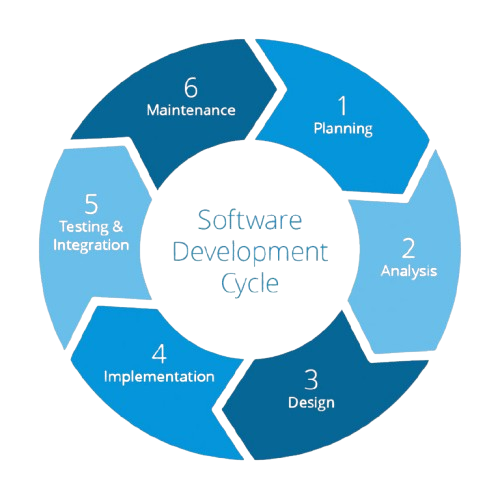 Software
Development
Cycle
1
Planning
2
Analysis
3
Design
4
Implementation
5
Testing &
Integration
6
Maintenance